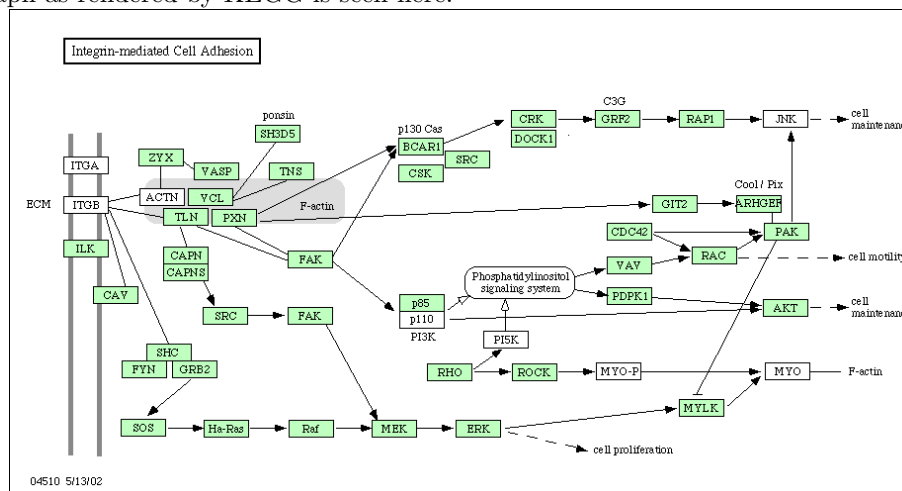 aph as rendered by KEGG is seen here.
Integrin-mediated Cell Adhesion
ECM
ITGA
ITGB
ILK
CAV
ZYX
VASP
ponsin
SH3D5
ACTN
VCL
TNS
TLN
PXN
F-actin
CAPN
CAPNS
FAK
SRC
FAK
SHC
FYN
GRB2
SOS
Ha-Ras
Raf
MEK
ERK
cell proliferation
p130 Cas
BCAR1
SRC
CSK
CRK
DOCK1
C3G
GRF2
RAP1
JNK
cell
maintenance
GIT2
Cool / Pix
ARHGEF
CDC42
PAK
RAC
cell motility
VAV
Phosphatidylinositol
signaling system
PDPK1
AKT
cell
maintenance
p85
p110
PI3K
PI5K
RHO
ROCK
MYO-P
MYO
F-actin
MYLK
04510 5/13/02